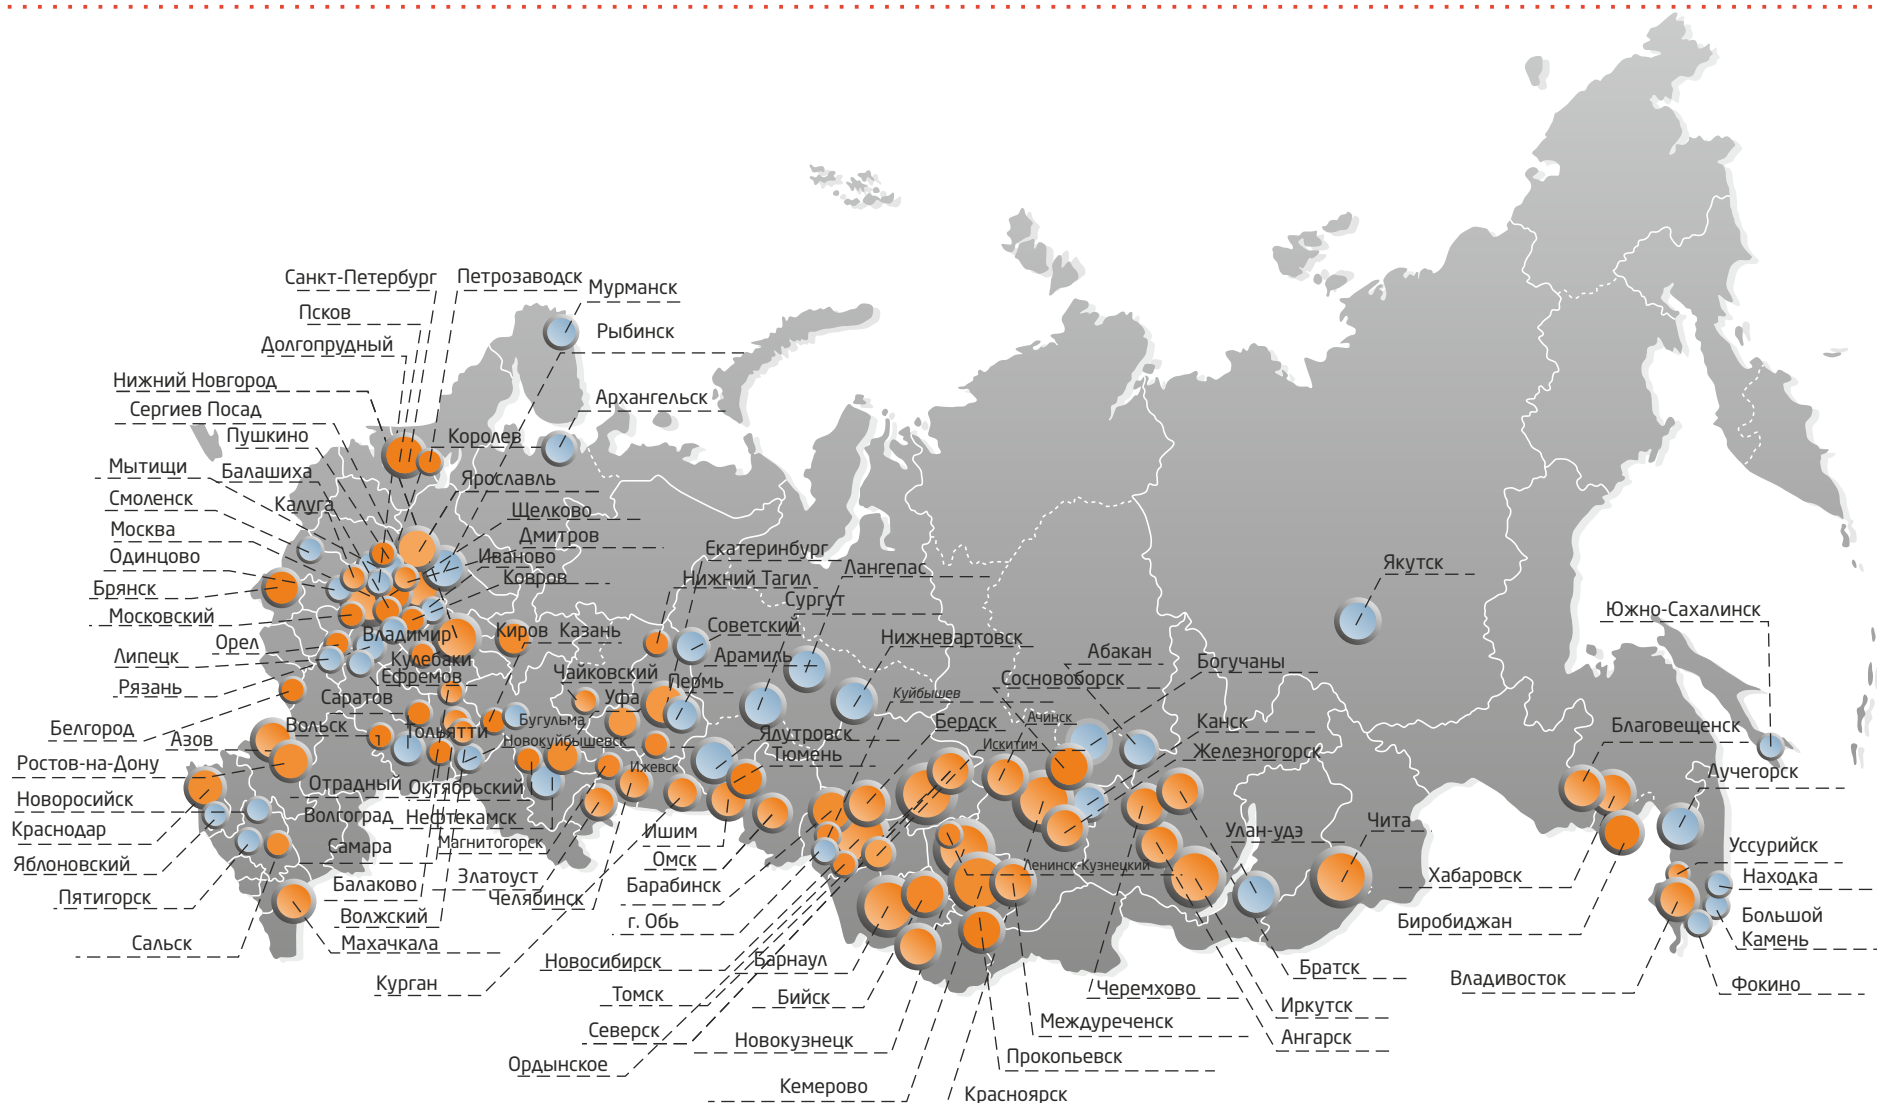 Санкт-Петербург
Петрозаводск
Мурманск
Псков
Рыбинск
Долгопрудный
Нижний Новгород
Архангельск
Сергиев Посад
Пушкино
Королев
Мытищи
Балашиха
Ярославль
Смоленск
Калуга
Щелково
Москва
Дмитров
Одинцово
Иваново
Екатеринбург
Брянск
Ковров
Нижний Тагил
Лангепас
Якутск
Московский
Сургут
Южно-Сахалинск
Орел
Владимир
Киров
Казань
Советский
Нижневартовск
Липецк
Кулебаки
Арамиль
Абакан
Богучаны
Рязань
Ефремов
Чайковский
Пермь
Сосновоборск
Саратов
Уфа
Куйбышев
Белгород
Вольск
Тольятти
Бугульма
Бердск
Ачинск
Канск
Благовещенск
Азов
Новокуйбышевск
Ялутровск
Искитим
Железногорск
Ростов-на-Дону
Ижевск
Тюмень
Лучегорск
Новоросийск
Отрадный
Октябрьский
Краснодар
Волгоград
Нефтекамск
Ишим
Улан-удэ
Чита
Яблоновский
Самара
Магнитогорск
Омск
Ленинск-Кузнецкий
Уссурийск
Пятигорск
Балаково
Златоуст
Барабинск
Хабаровск
Находка
Волжский
Челябинск
г. Обь
Биробиджан
Большой
Камень
Сальск
Махачкала
Новосибирск
Барнаул
Братск
Владивосток
Фокино
Курган
Томск
Бийск
Черемхово
Иркутск
Северск
Новокузнецк
Междуреченск
Ангарск
Ордынское
Прокопьевск
Кемерово
Красноярск